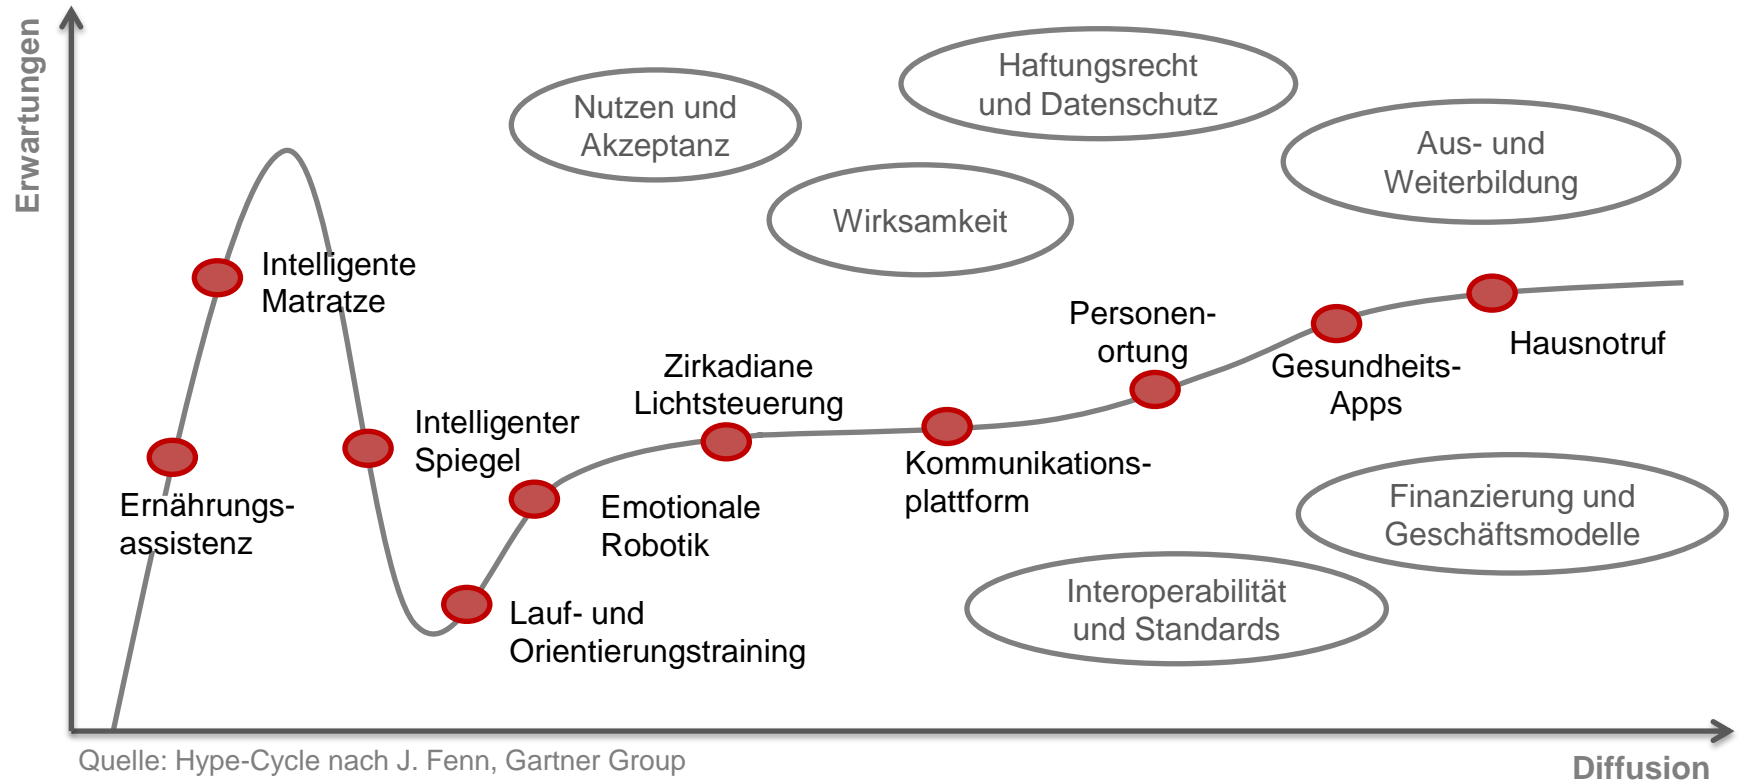 Erwartungen
Nutzen und
Akzeptanz
Haftungsrecht
und Datenschutz
Wirksamkeit
Aus- und
Weiterbildung
Intelligente
Matratze
Ernährungs-
assistenz
Intelligenter
Spiegel
Lauf- und
Orientierungstraining
Emotionale
Robotik
Zirkadiane
Lichtsteuerung
Kommunikations-
plattform
Personen-
ortung
Gesundheits-
Apps
Hausnotruf
Finanzierung und
Geschäftsmodelle
Interoperabilität
und Standards
Quelle: Hype-Cycle nach J. Fenn, Gartner Group
Diffusion